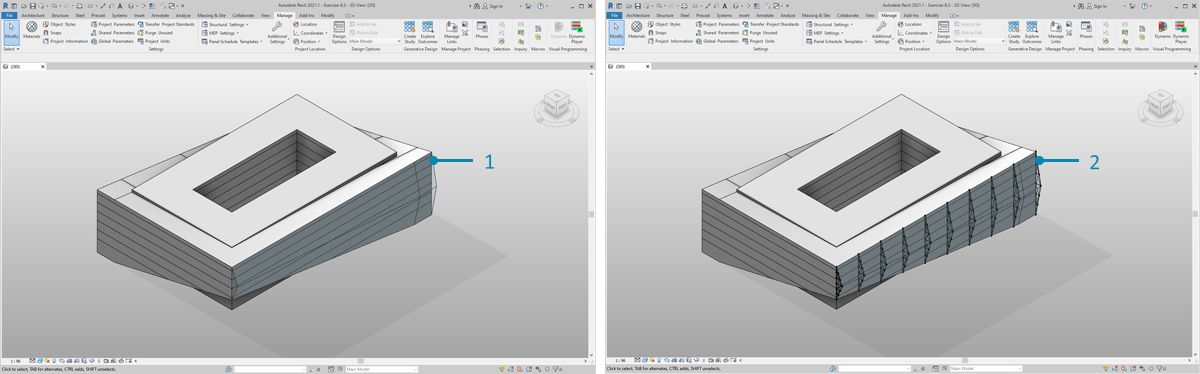 Autodesk Revit 2021.1 - Exercise-8.3 - 3D View: {3D}
Sign In
File Architecture Structure Steel Precast Systems Insert Annotate Analyze Massing & Site Collaborate View Manage Add-Ins Modify
Modify
Materials
Object Styles
Snaps
Project Information
Project Parameters
Shared Parameters
Global Parameters
Transfer Project Standards
Purge Unused
Project Units
Structural Settings
MEP Settings
Panel Schedule Templates
Additional Settings
Location
Coordinates
Position
Design Options
Add to Set
Pick to Edit
Main Model
Create Study
Explore Outcomes
Manage Links
Phases
Dynamo
Dynamo Player
Select
Settings
Project Location
Design Options
Generative Design
Manage Project
Phasing
Selection
Inquiry
Macros
Visual Programming
{3D}
1
1 : 96
Click to select, TAB for alternates, CTRL adds, SHIFT unselects.
Main Model
Autodesk Revit 2021.1 - Exercise-8.3 - 3D View: {3D}
Sign In
File Architecture Structure Steel Precast Systems Insert Annotate Analyze Massing & Site Collaborate View Manage Add-Ins Modify
Modify
Materials
Object Styles
Snaps
Project Information
Project Parameters
Shared Parameters
Global Parameters
Transfer Project Standards
Purge Unused
Project Units
Structural Settings
MEP Settings
Panel Schedule Templates
Additional Settings
Location
Coordinates
Position
Design Options
Add to Set
Pick to Edit
Main Model
Create Study
Explore Outcomes
Manage Links
Phases
Dynamo
Dynamo Player
Select
Settings
Project Location
Design Options
Generative Design
Manage Project
Phasing
Selection
Inquiry
Macros
Visual Programming
{3D}
2
1 : 96
Click to select, TAB for alternates, CTRL adds, SHIFT unselects.
Main Model